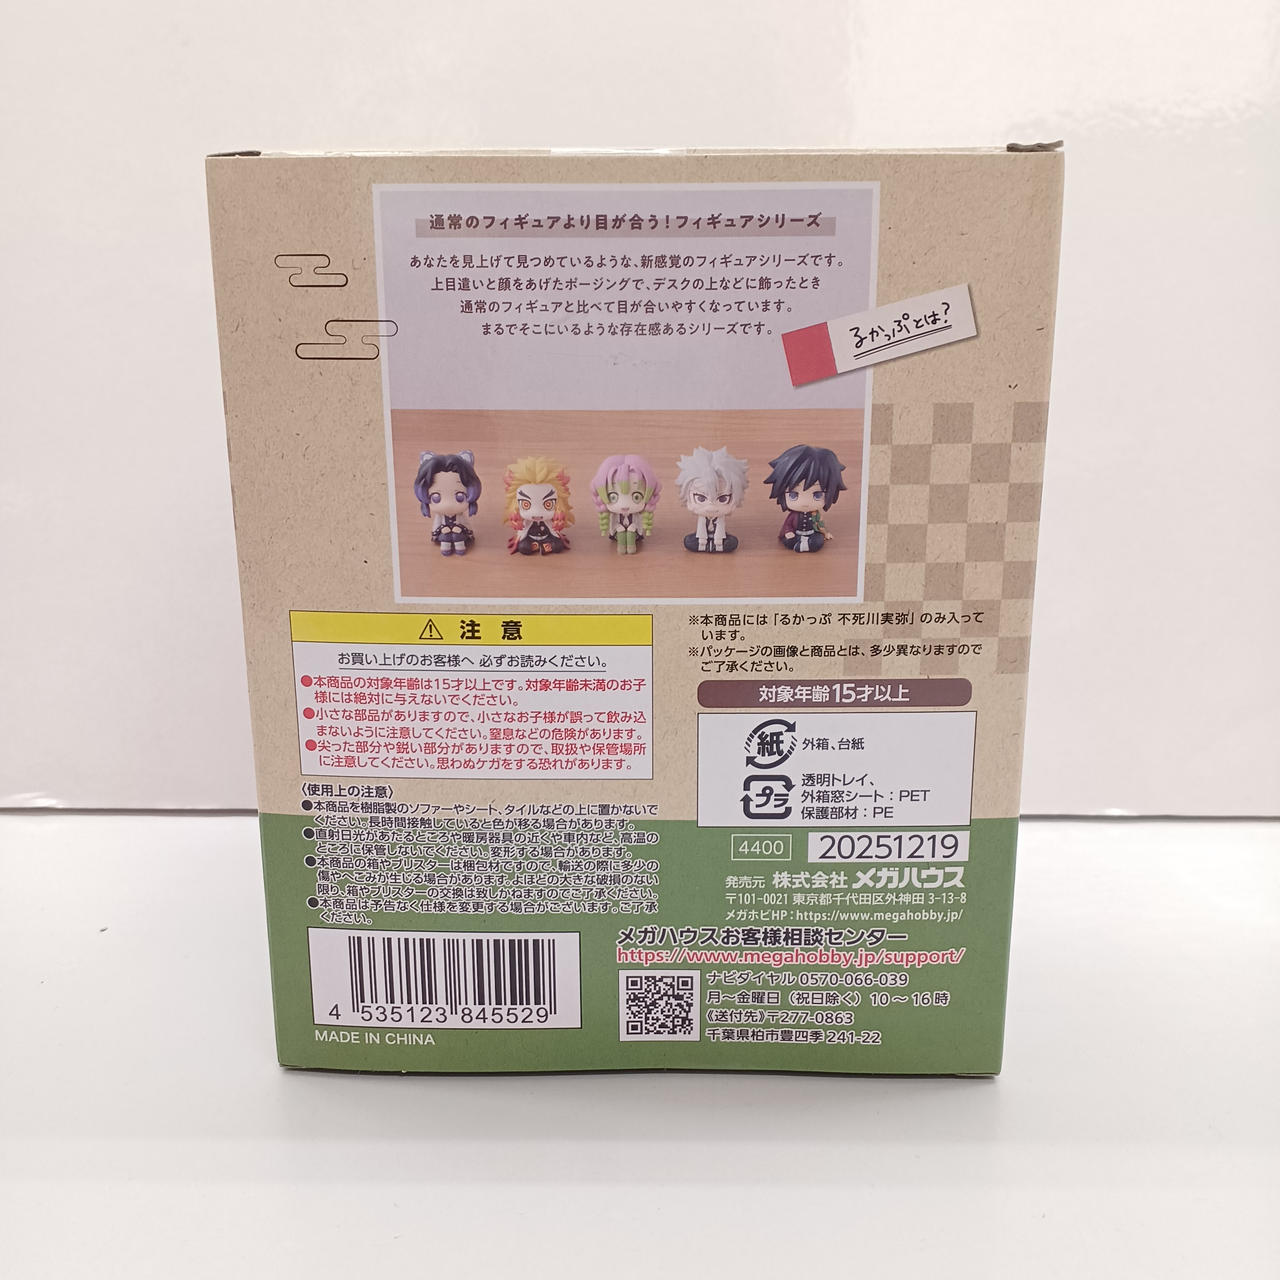 通常のフィギュアより目が合う！フィギュアシリーズ
あなたを見上げて見つめているような、新感覚のフィギュアシリーズです。
上目遣いと顔をあげたポージングで、デスクの上などに飾ったとき
通常のフィギュアと比べて目が合いやすくなっています。
まるでそこにいるような存在感あるシリーズです。
るかっぷとは?
⚠ 注意
お買い上げのお客様へ 必ずお読みください。
●本商品の対象年齢は15才以上です。対象年齢未満のお子
様には絶対に与えないでください。
●小さな部品がありますので、小さなお子様が誤って飲み込
まないように注意してください。窒息などの危険があります。
●尖った部分や鋭い部分がありますので、取扱や保管場所
に注意してください。思わぬケガをする恐れがあります。
〈使用上の注意〉
●本商品を樹脂製のソファーやシート、タイルなどの上に置かないで
ください。長時間接触していると色が移る場合があります。
●直射日光があたるところや暖房器具の近くや車内など、高温の
ところに保管しないでください。変形する場合があります。
●本商品の箱やブリスターは梱包材ですので、輸送の際に多少の
傷やへこみが生じる場合があります。よほどの大きな破損のない
限り、箱やブリスターの交換は致しかねますのでご了承ください。
●本商品は予告なく仕様を変更する場合がございます。ご了承
ください。
4 535123 845529
MADE IN CHINA
※本商品には「るかっぷ 不死川実弥」のみ入って
います。
※パッケージの画像と商品とは、多少異なりますので
ご了承ください。
対象年齢15才以上
紙 外箱、台紙
プラ 透明トレイ、
外箱窓シート：PET
保護部材：PE
4400 20251219
発売元 株式会社メガハウス
〒101-0021 東京都千代田区外神田 3-13-8
メガホビHP：https://www.megahobby.jp/
メガハウスお客様相談センター
https://www.megahobby.jp/support/
ナビダイヤル 0570-066-039
月～金曜日（祝日除く）10～16時
《送付先》〒277-0863
千葉県柏市豊四季 241-22